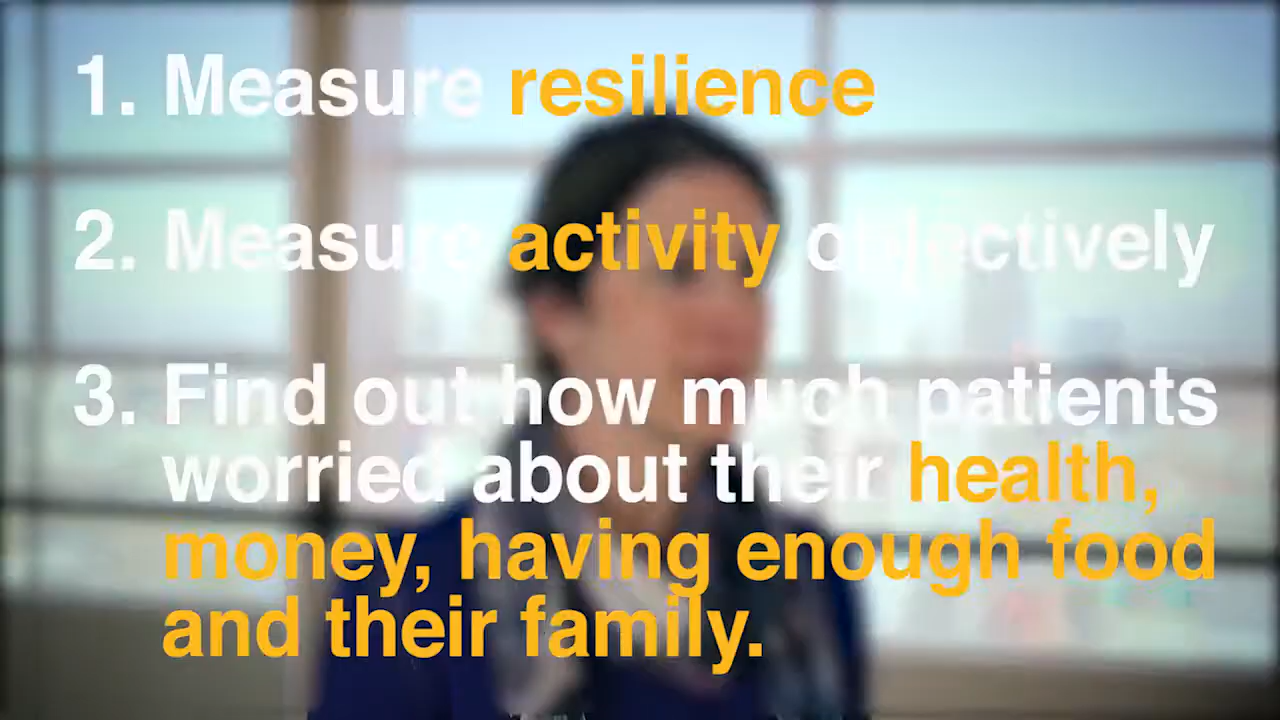 1. Measure resilience
2. Measure activity objectively
3. Find out how much patients
worried about their health,
money, having enough food
and their family.